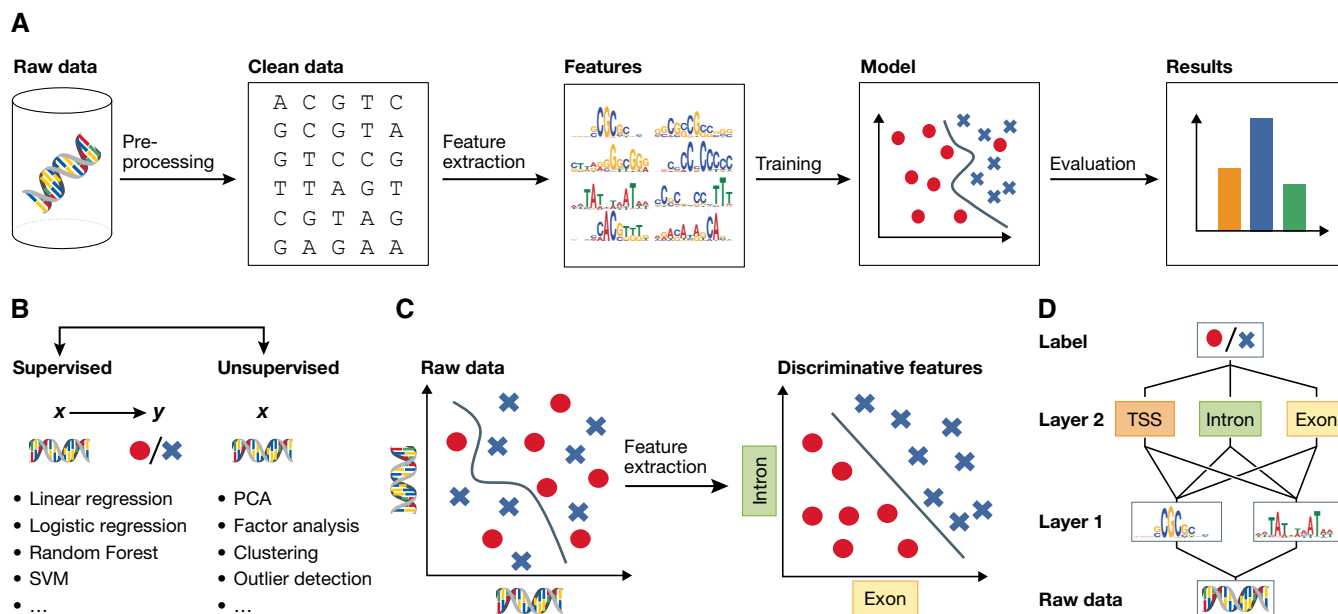 A
Raw data
Clean data
Features
Model
Results
Pre-
processing
A C G T C
G C G T A
G T C C G
T T A G T
C G T A G
G A G A A
Feature
extraction
Training
Evaluation
B
Supervised
Unsupervised
x
y
x
/
• Linear regression
• Logistic regression
• Random Forest
• SVM
• ...
• PCA
• Factor analysis
• Clustering
• Outlier detection
• ...
C
Raw data
Feature
extraction
Discriminative features
Intron
Exon
D
Label
/
Layer 2
TSS
Intron
Exon
Layer 1
Raw data